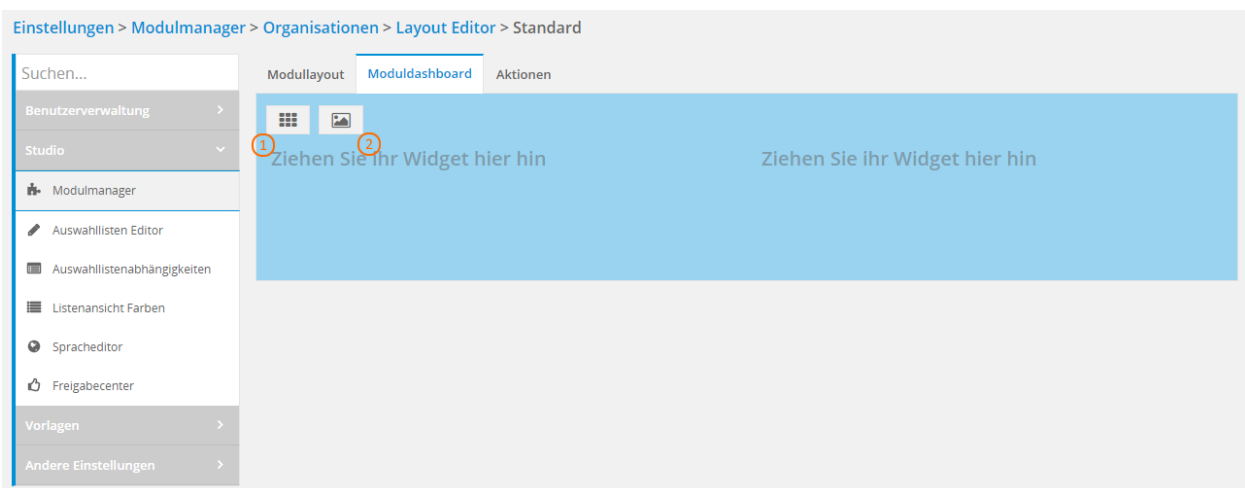 Einstellungen > Modulmanager > Organisationen > Layout Editor > Standard
Suchen...
Modullayout Moduldashboard Aktionen
Benutzerverwaltung
Studio
1 2
Ziehen Sie ihr Widget hier hin Ziehen Sie ihr Widget hier hin
Modulmanager
Auswahllisten Editor
Auswahllistenabhängigkeiten
Listenansicht Farben
Spracheditor
Freigabecenter
Vorlagen
Andere Einstellungen